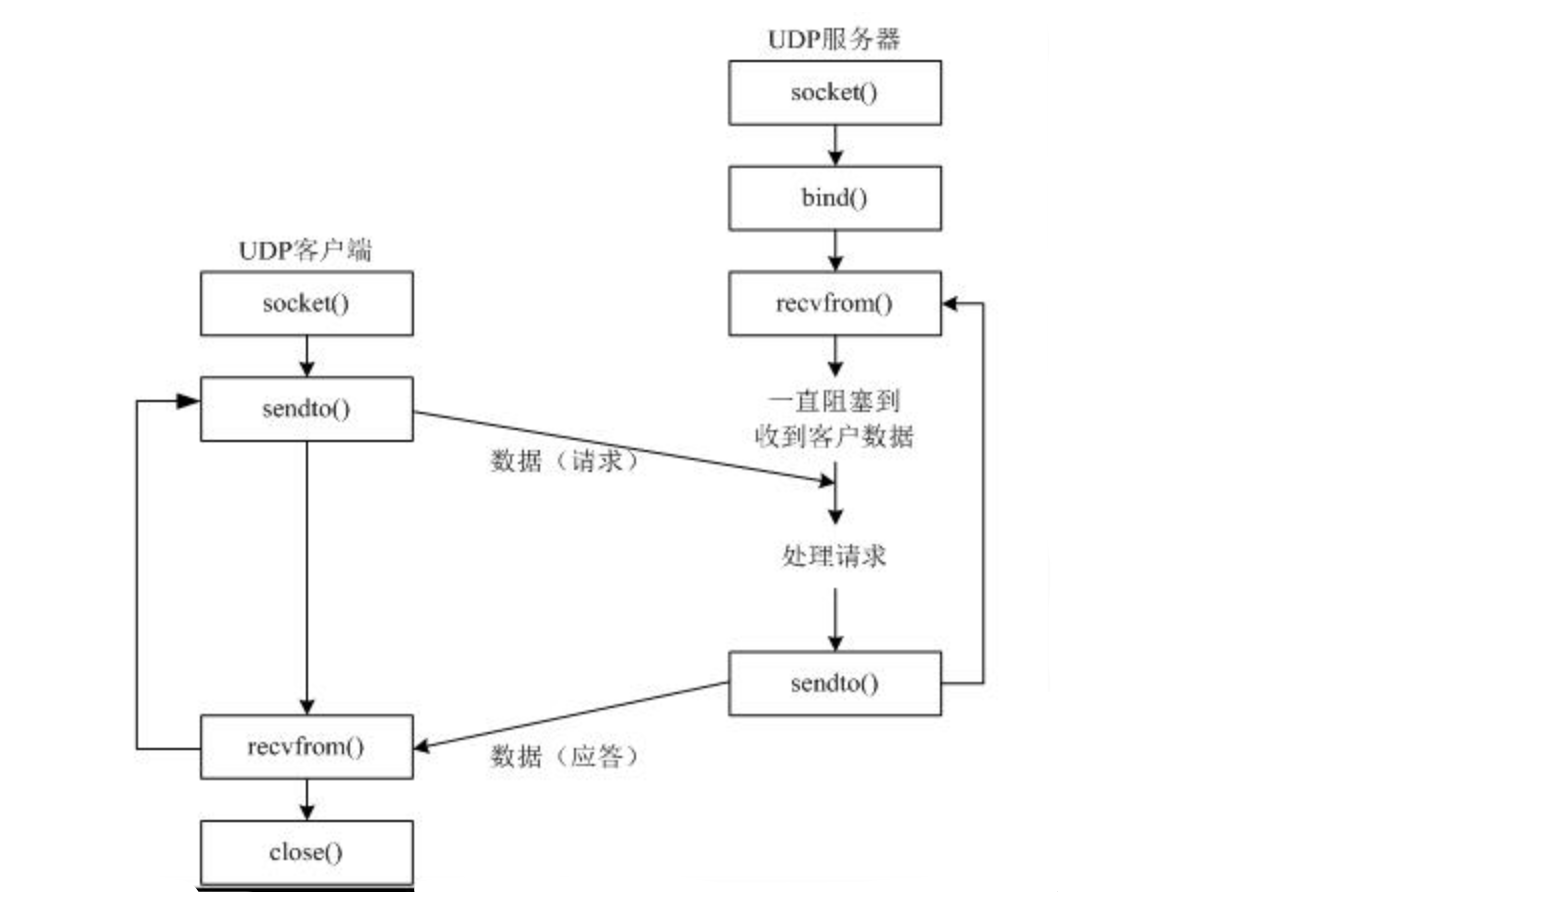 UDP服务器
socket()
bind()
UDP客户端
socket()
recvfrom()
sendto()
一直阻塞到
收到客户数据
数据（请求）
处理请求
sendto()
recvfrom()
数据（应答）
close()